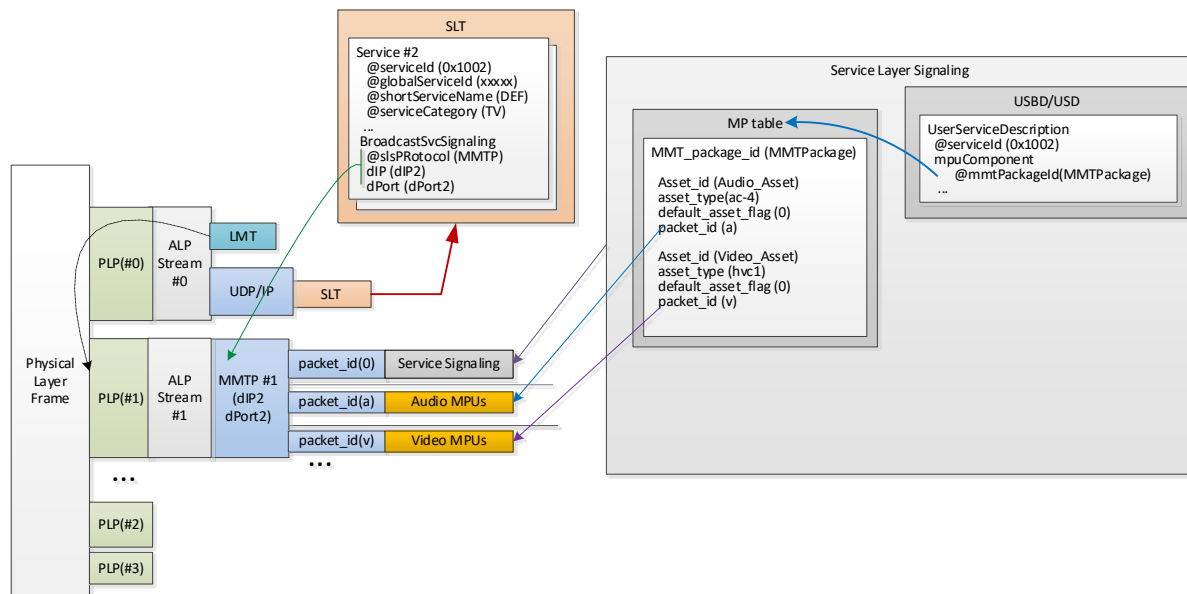 SLT
Service #2
@serviceId (0x1002)
@globalServiceId (xxxxx)
@shortServiceName (DEF)
@serviceCategory (TV)
...
BroadcastSvcSignaling
@slsPRotocol (MMTP)
dIP (dIP2)
dPort (dPort2)
Service Layer Signaling
USBD/USD
UserServiceDescription
@serviceId (0x1002)
mpuComponent
@mmtPackageId(MMTPackage)
...
MP table
MMT_package_id (MMTPackage)
Asset_id (Audio_Asset)
asset_type(ac-4)
default_asset_flag (0)
packet_id (a)
Asset_id (Video_Asset)
asset_type (hvc1)
default_asset_flag (0)
packet_id (v)
Physical
Layer
Frame
PLP(#0)
ALP
Stream
#0
LMT
UDP/IP
SLT
PLP(#1)
ALP
Stream
#1
MMTP #1
(dIP2
dPort2)
packet_id(0)
Service Signaling
packet_id(a)
Audio MPUs
packet_id(v)
Video MPUs
...
...
PLP(#2)
PLP(#3)